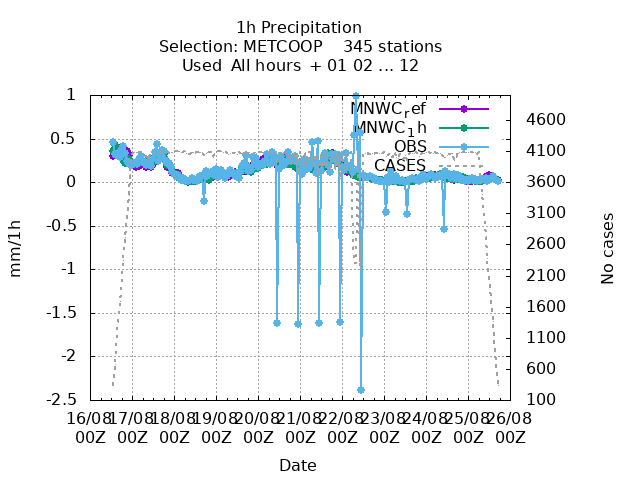 1h Precipitation
Selection: METCOOP 345 stations
Used All hours + 01 02 ... 12
MNWC_ref
MNWC_1h
OBS
CASES
1
0.5
0
-0.5
-1
-1.5
-2
-2.5
mm/1h
4600
4100
3600
3100
2600
2100
1600
1100
600
100
No cases
16/08 17/08 18/08 19/08 20/08 21/08 22/08 23/08 24/08 25/08 26/08
00Z 00Z 00Z 00Z 00Z 00Z 00Z 00Z 00Z 00Z 00Z
Date